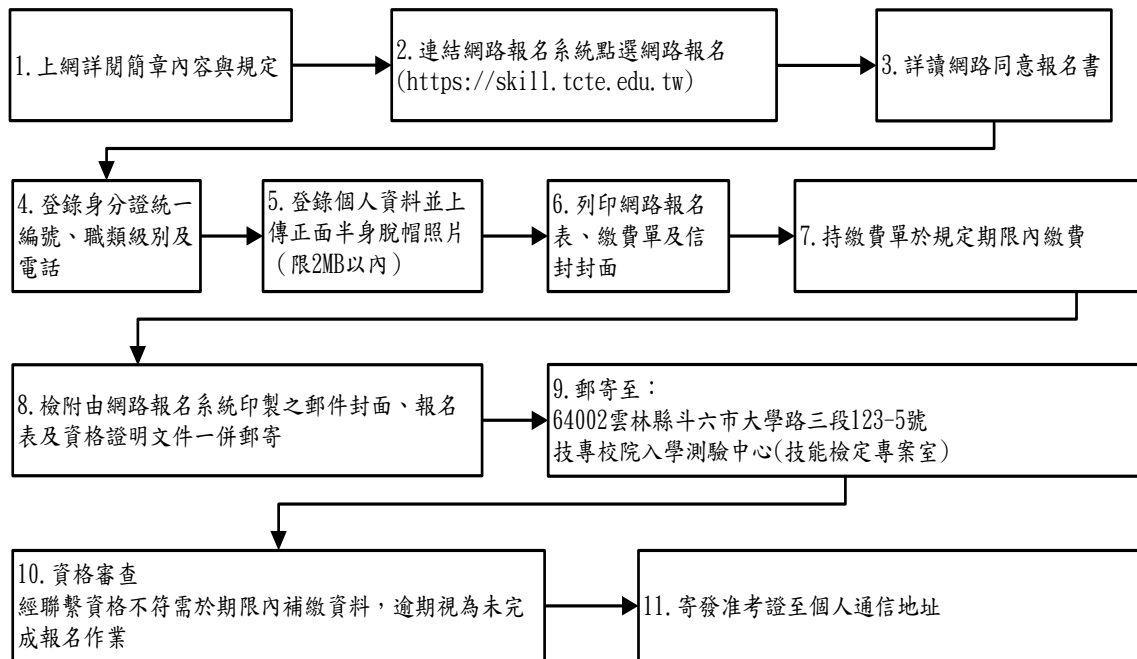 1.上網詳閱簡章內容與規定
2.連結網路報名系統點選網路報名
(https://skill.tcte.edu.tw)
3.詳讀網路同意報名書
4.登錄身分證統一
編號、職類級別及
電話
5.登錄個人資料並上
傳正面半身脫帽照片
（限2MB以內）
6.列印網路報名
表、繳費單及信
封封面
7.持繳費單於規定期限內繳費
8.檢附由網路報名系統印製之郵件封面、報名
表及資格證明文件一併郵寄
9.郵寄至：
64002雲林縣斗六市大學路三段123-5號
技專校院入學測驗中心(技能檢定專案室)
10.資格審查
經聯繫資格不符需於期限內補繳資料，逾期視為未完
成報名作業
11.寄發准考證至個人通信地址